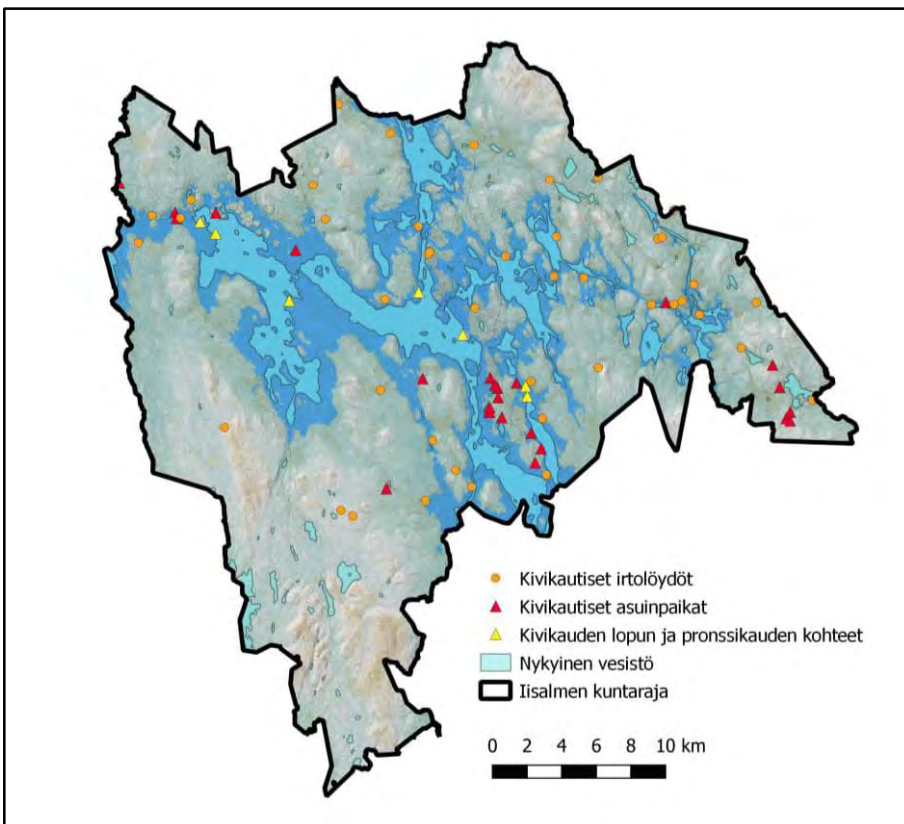 Kivikautiset irtolöydöt
Kivikautiset asuinpaikat
Kivikauden lopun ja pronssikauden kohteet
Nykyinen vesistö
Iisalmen kuntaraja
0 2 4 6 8 10 km